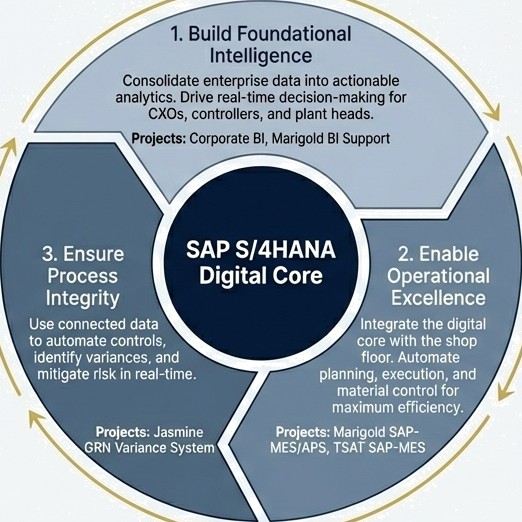 1. Build Foundational
Intelligence
Consolidate enterprise data into actionable
analytics. Drive real-time decision-making for
CXOs, controllers, and plant heads.
Projects: Corporate BI, Marigold BI Support
SAP S/4HANA
Digital Core
2. Enable
Operational
Excellence
Integrate the digital
core with the shop
floor. Automate
planning, execution, and
material control for
maximum efficiency.
Projects: Marigold SAP-
MES/APS, TSAT SAP-MES
3. Ensure
Process
Integrity
Use connected data
to automate controls,
identify variances, and
mitigate risk in real-time.
Projects: Jasmine
GRN Variance System